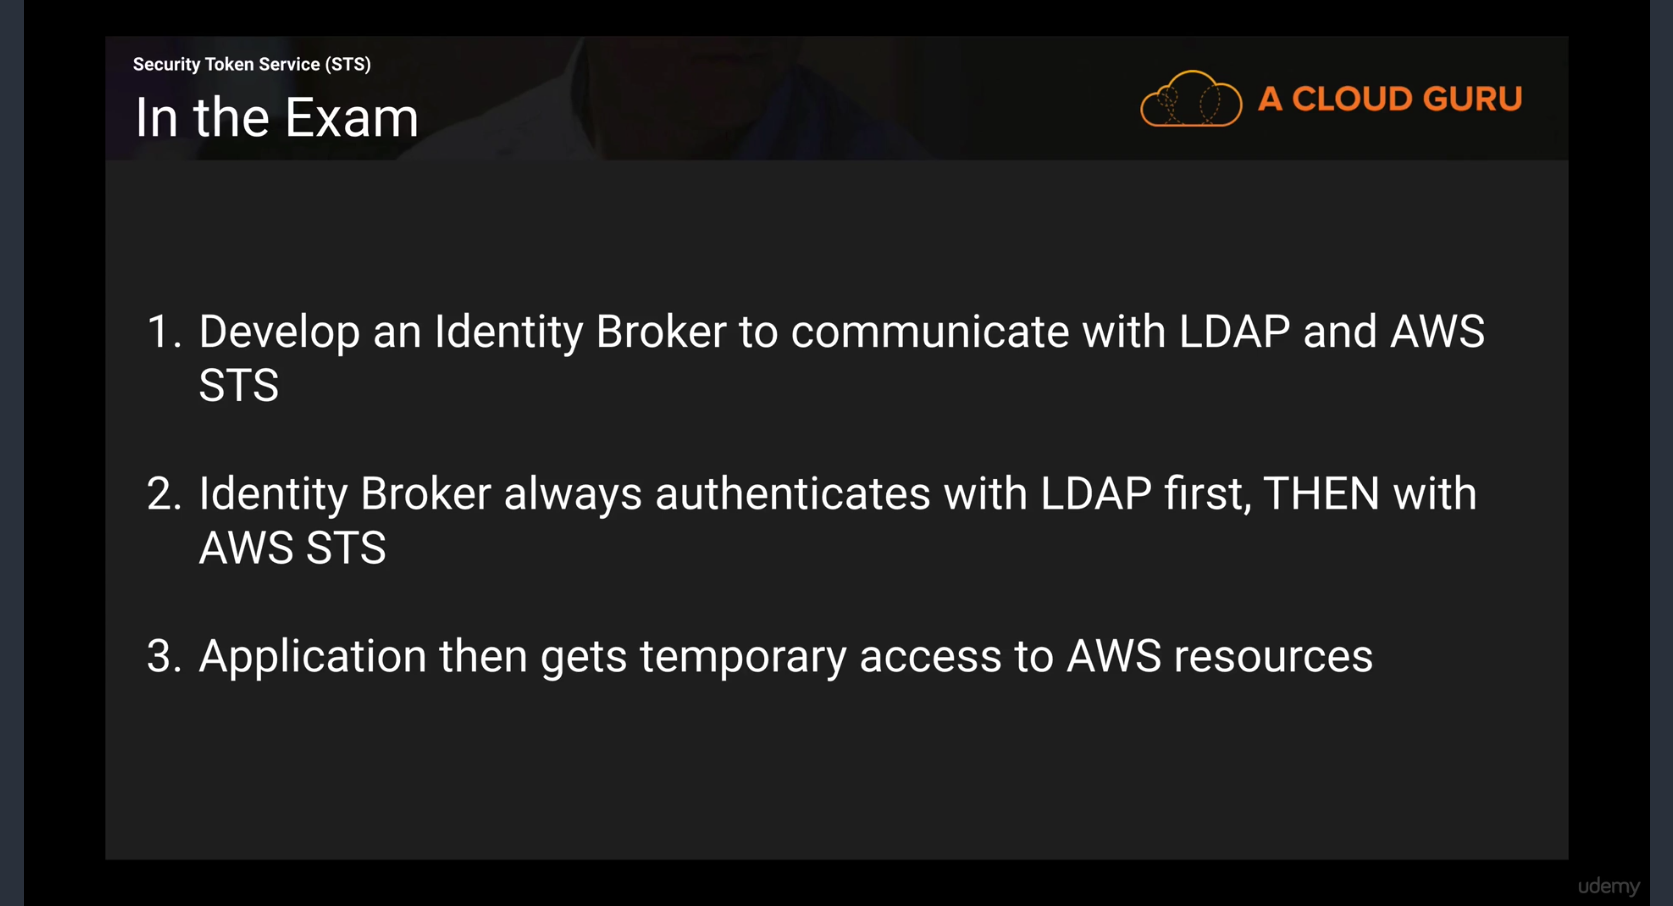 Security Token Service (STS)
In the Exam
A CLOUD GURU
1. Develop an Identity Broker to communicate with LDAP and AWS
STS
2. Identity Broker always authenticates with LDAP first, THEN with
AWS STS
3. Application then gets temporary access to AWS resources
udemy